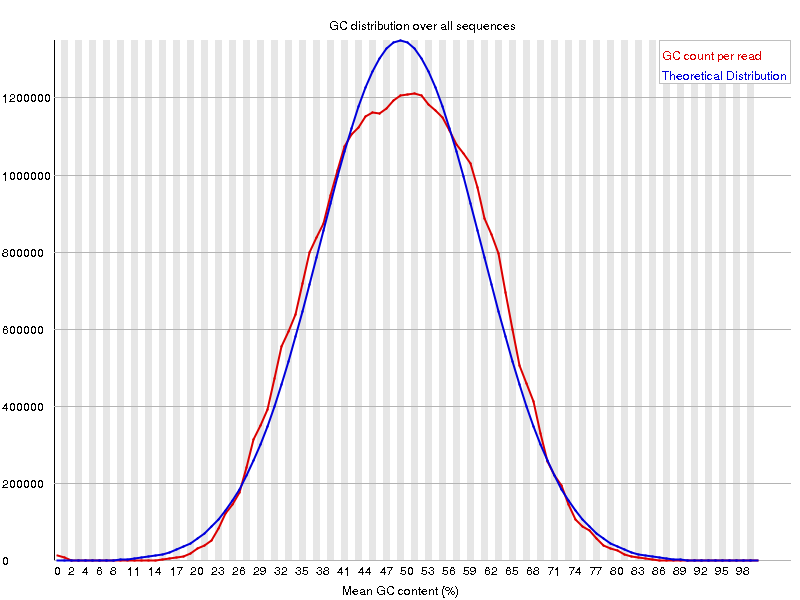 GC distribution over all sequences
GC count per read
Theoretical Distribution
1200000
1000000
800000
600000
400000
200000
0
0 2 4 6 8 11 14 17 20 23 26 29 32 35 38 41 44 47 50 53 56 59 62 65 68 71 74 77 80 83 86 89 92 95 98
Mean GC content (%)